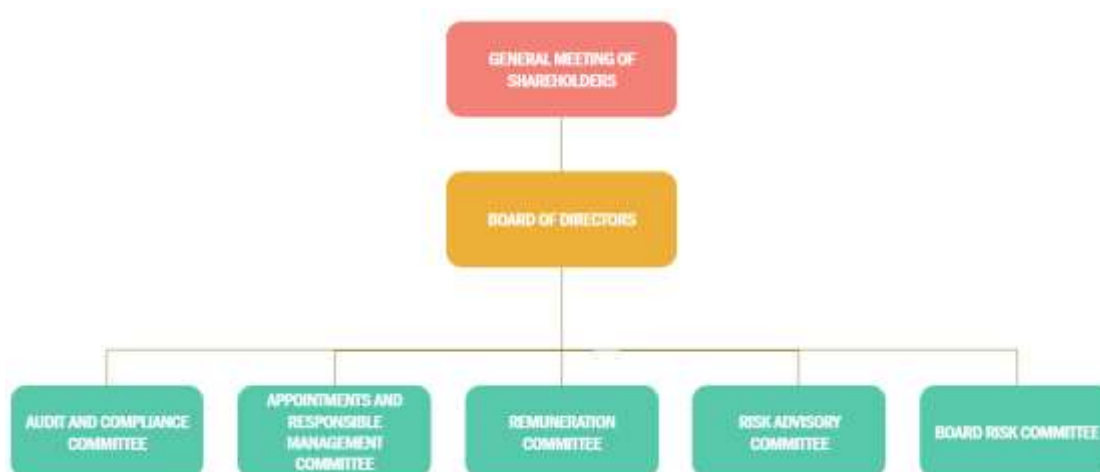 GENERAL MEETING OF
SHAREHOLDERS
BOARD OF DIRECTORS
AUDIT AND COMPLIANCE
COMMITTEE
APPOINTMENTS AND
RESPONSIBLE
MANAGEMENT
COMMITTEE
REMUNERATION
COMMITTEE
RISK ADVISORY
COMMITTEE
BOARD RISK COMMITTEE